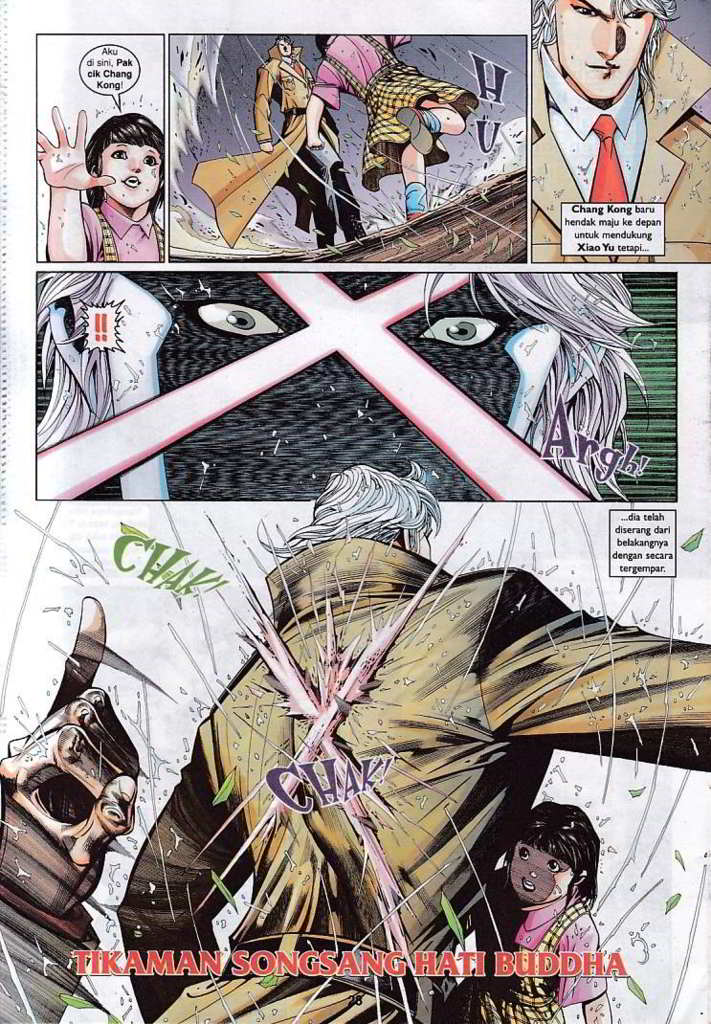 Aku
di sini, Pak
cik Chang
Kong!
HU
Chang Kong baru
hendak maju ke depan
untuk mendukung
Xiao Yu tetapi...
!!
Argh!
...dia telah
diserang dari
belakangnya
dengan secara
tergempar.
CHAK!
CHAK!
TIKAMAN SONGSANG HATI BUDDHA
28